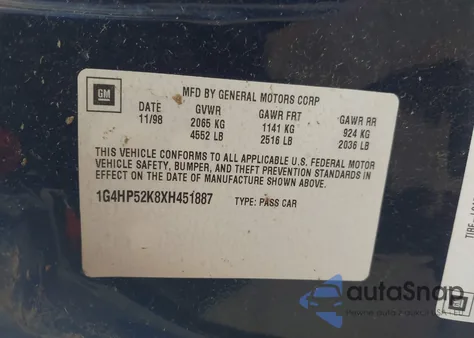 GM
MFD BY GENERAL MOTORS CORP
DATE GVWR GAWR FRT GAWR RR
11/98 2065 KG 1141 KG 924 KG
4552 LB 2516 LB 2036 LB
THIS VEHICLE CONFORMS TO ALL APPLICABLE U.S. FEDERAL MOTOR
VEHICLE SAFETY, BUMPER, AND THEFT PREVENTION STANDARDS IN
EFFECT ON THE DATE OF MANUFACTURE SHOWN ABOVE.
1G4HP52K8XH451887 TYPE: PASS CAR
autoSnap